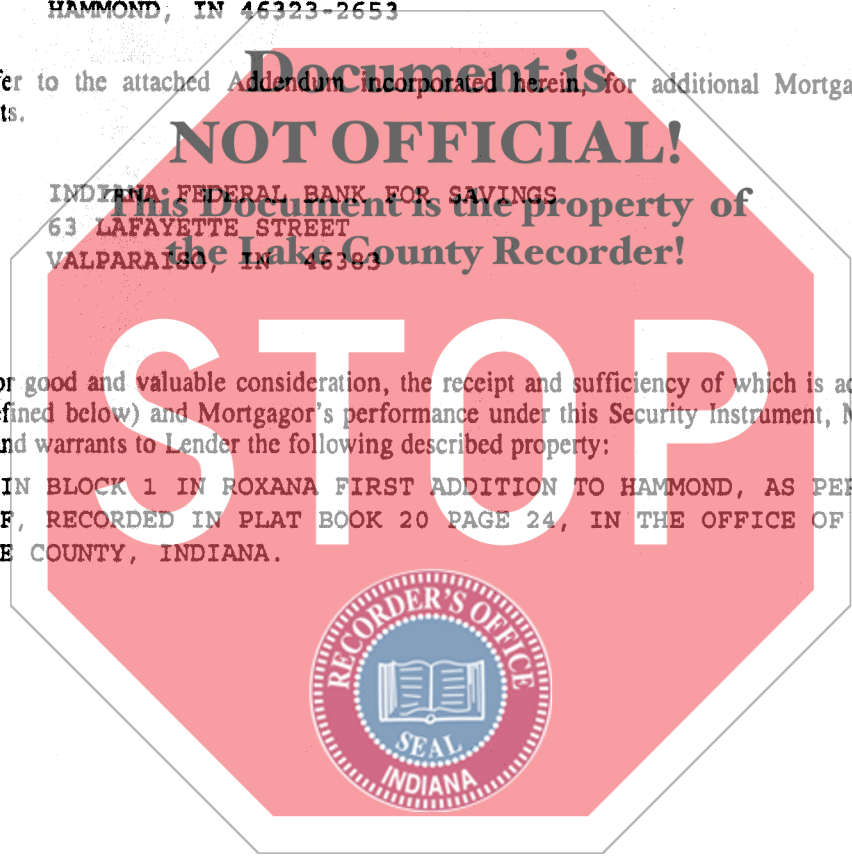 HAMMOND, IN 46323-2653
Document is
fer to the attached Addendum incorporated herein, for additional Mortga
ts.
NOT OFFICIAL!
INDIANA FEDERAL BANK FOR SAVINGS
This Document is the property of
63 LAFAYETTE STREET
the Lake County Recorder!
VALPARAISO, IN 46383
STOP
or good and valuable consideration, the receipt and sufficiency of which is ac
efined below) and Mortgagor's performance under this Security Instrument, M
nd warrants to Lender the following described property:
IN BLOCK 1 IN ROXANA FIRST ADDITION TO HAMMOND, AS PER
F, RECORDED IN PLAT BOOK 20 PAGE 24, IN THE OFFICE OF
E COUNTY, INDIANA.
RECORDER'S OFFICE
SEAL
INDIANA